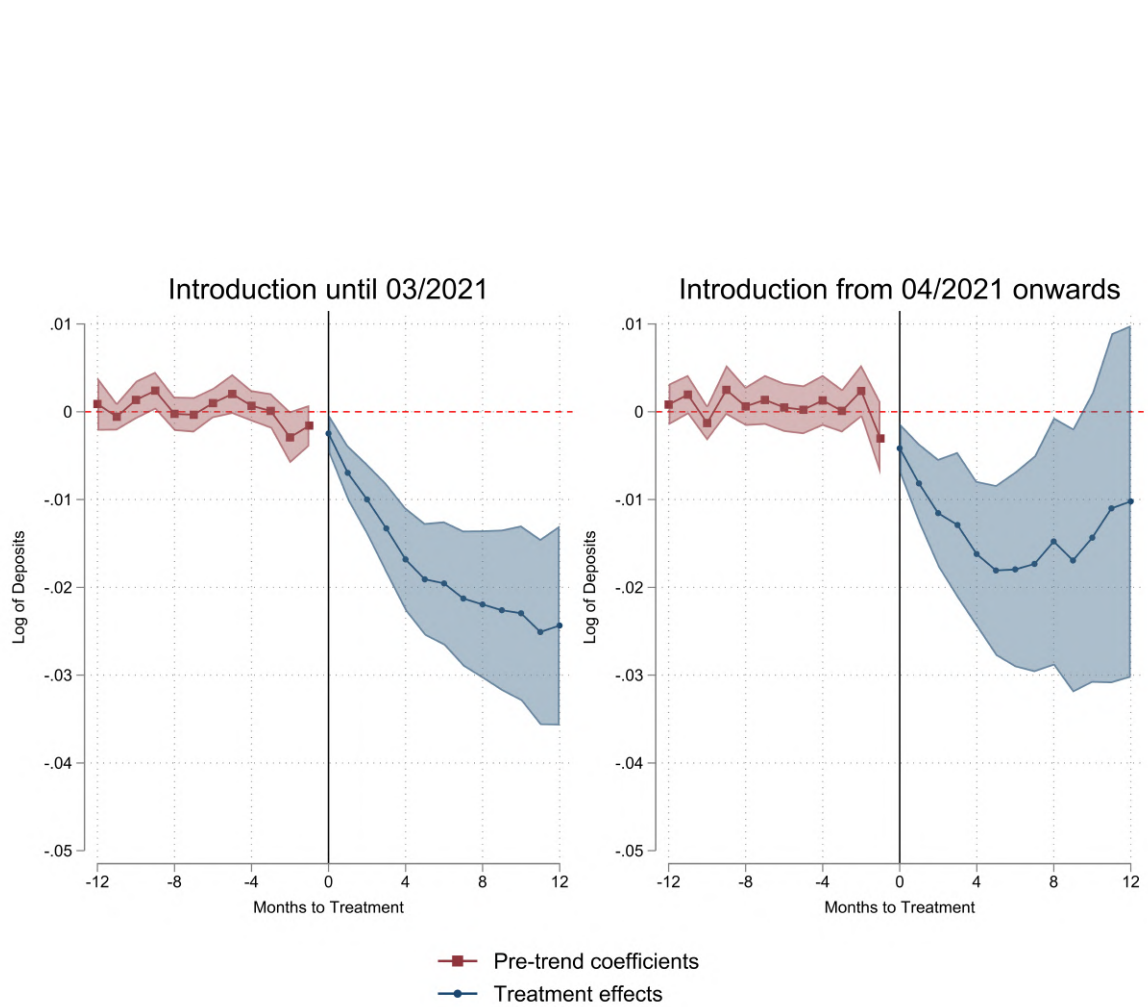 Introduction until 03/2021
.01
0
-.01
-.02
-.03
-.04
-.05
Log of Deposits
-12 -8 -4 0 4 8 12
Months to Treatment
Introduction from 04/2021 onwards
.01
0
-.01
-.02
-.03
-.04
-.05
Log of Deposits
-12 -8 -4 0 4 8 12
Months to Treatment
Pre-trend coefficients
Treatment effects